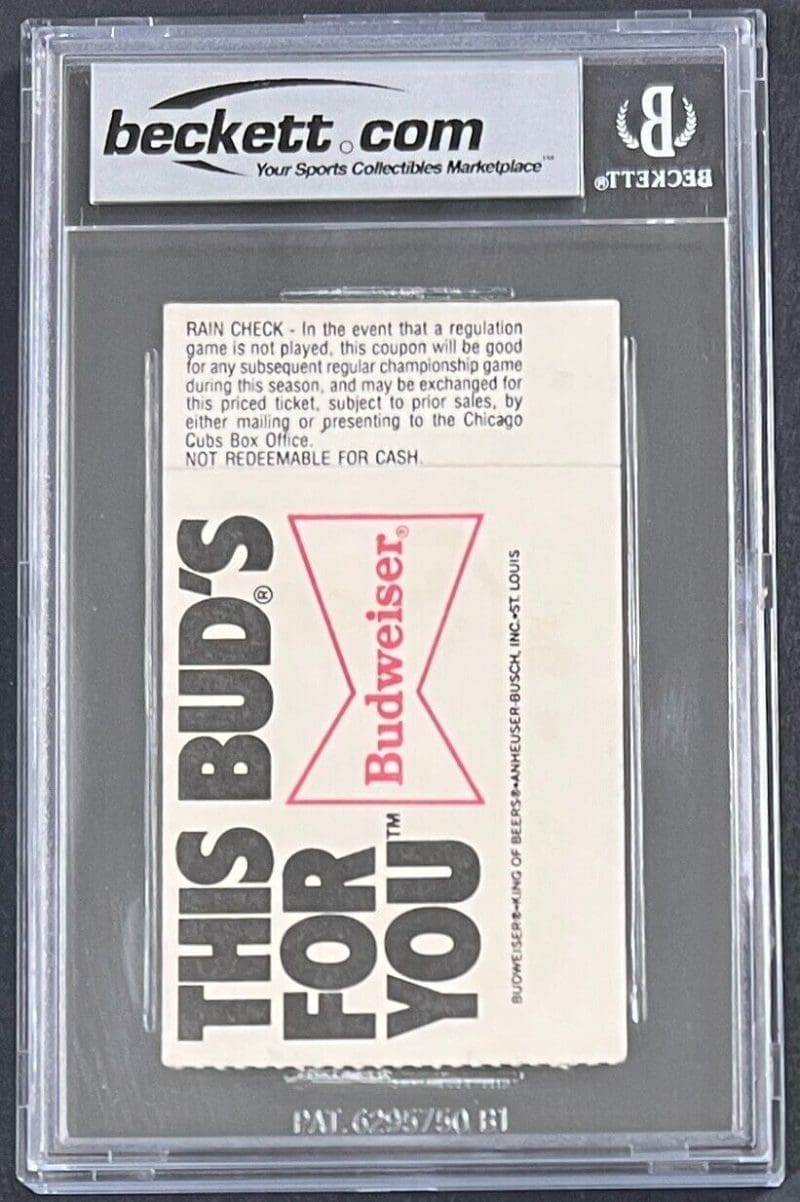 beckett.com
Your Sports Collectibles Marketplace™
B
BECKETT®
RAIN CHECK - In the event that a regulation
game is not played, this coupon will be good
for any subsequent regular championship game
during this season, and may be exchanged for
this priced ticket, subject to prior sales, by
either mailing or presenting to the Chicago
Cubs Box Office.
NOT REDEEMABLE FOR CASH.
THIS BUD'S®
FOR
YOU™
Budweiser®
BUDWEISER®•KING OF BEERS®•ANHEUSER-BUSCH, INC.•ST. LOUIS
PAT. 6295750 B1